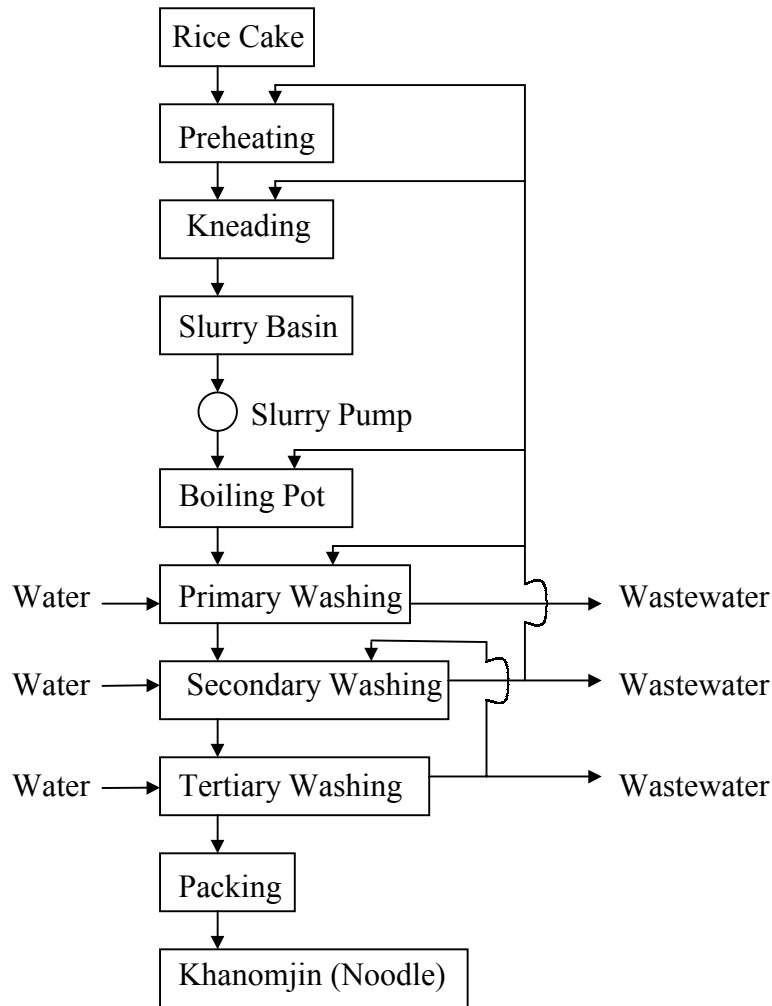 Rice Cake
Preheating
Kneading
Slurry Basin
Slurry Pump
Boiling Pot
Water
Primary Washing
Wastewater
Water
Secondary Washing
Wastewater
Water
Tertiary Washing
Wastewater
Packing
Khanomjin (Noodle)